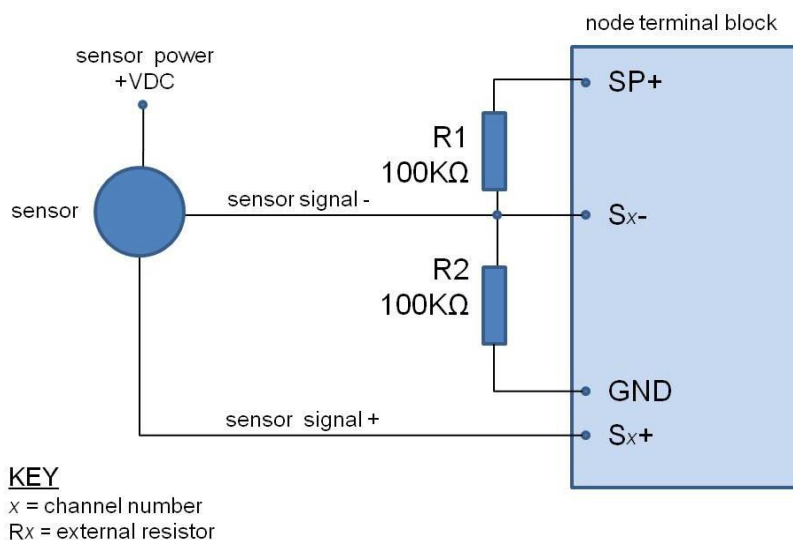 node terminal block
sensor power
+VDC
SP+
R1
100KΩ
sensor
sensor signal -
Sx-
R2
100KΩ
GND
sensor signal +
Sx+
KEY
x = channel number
Rx = external resistor